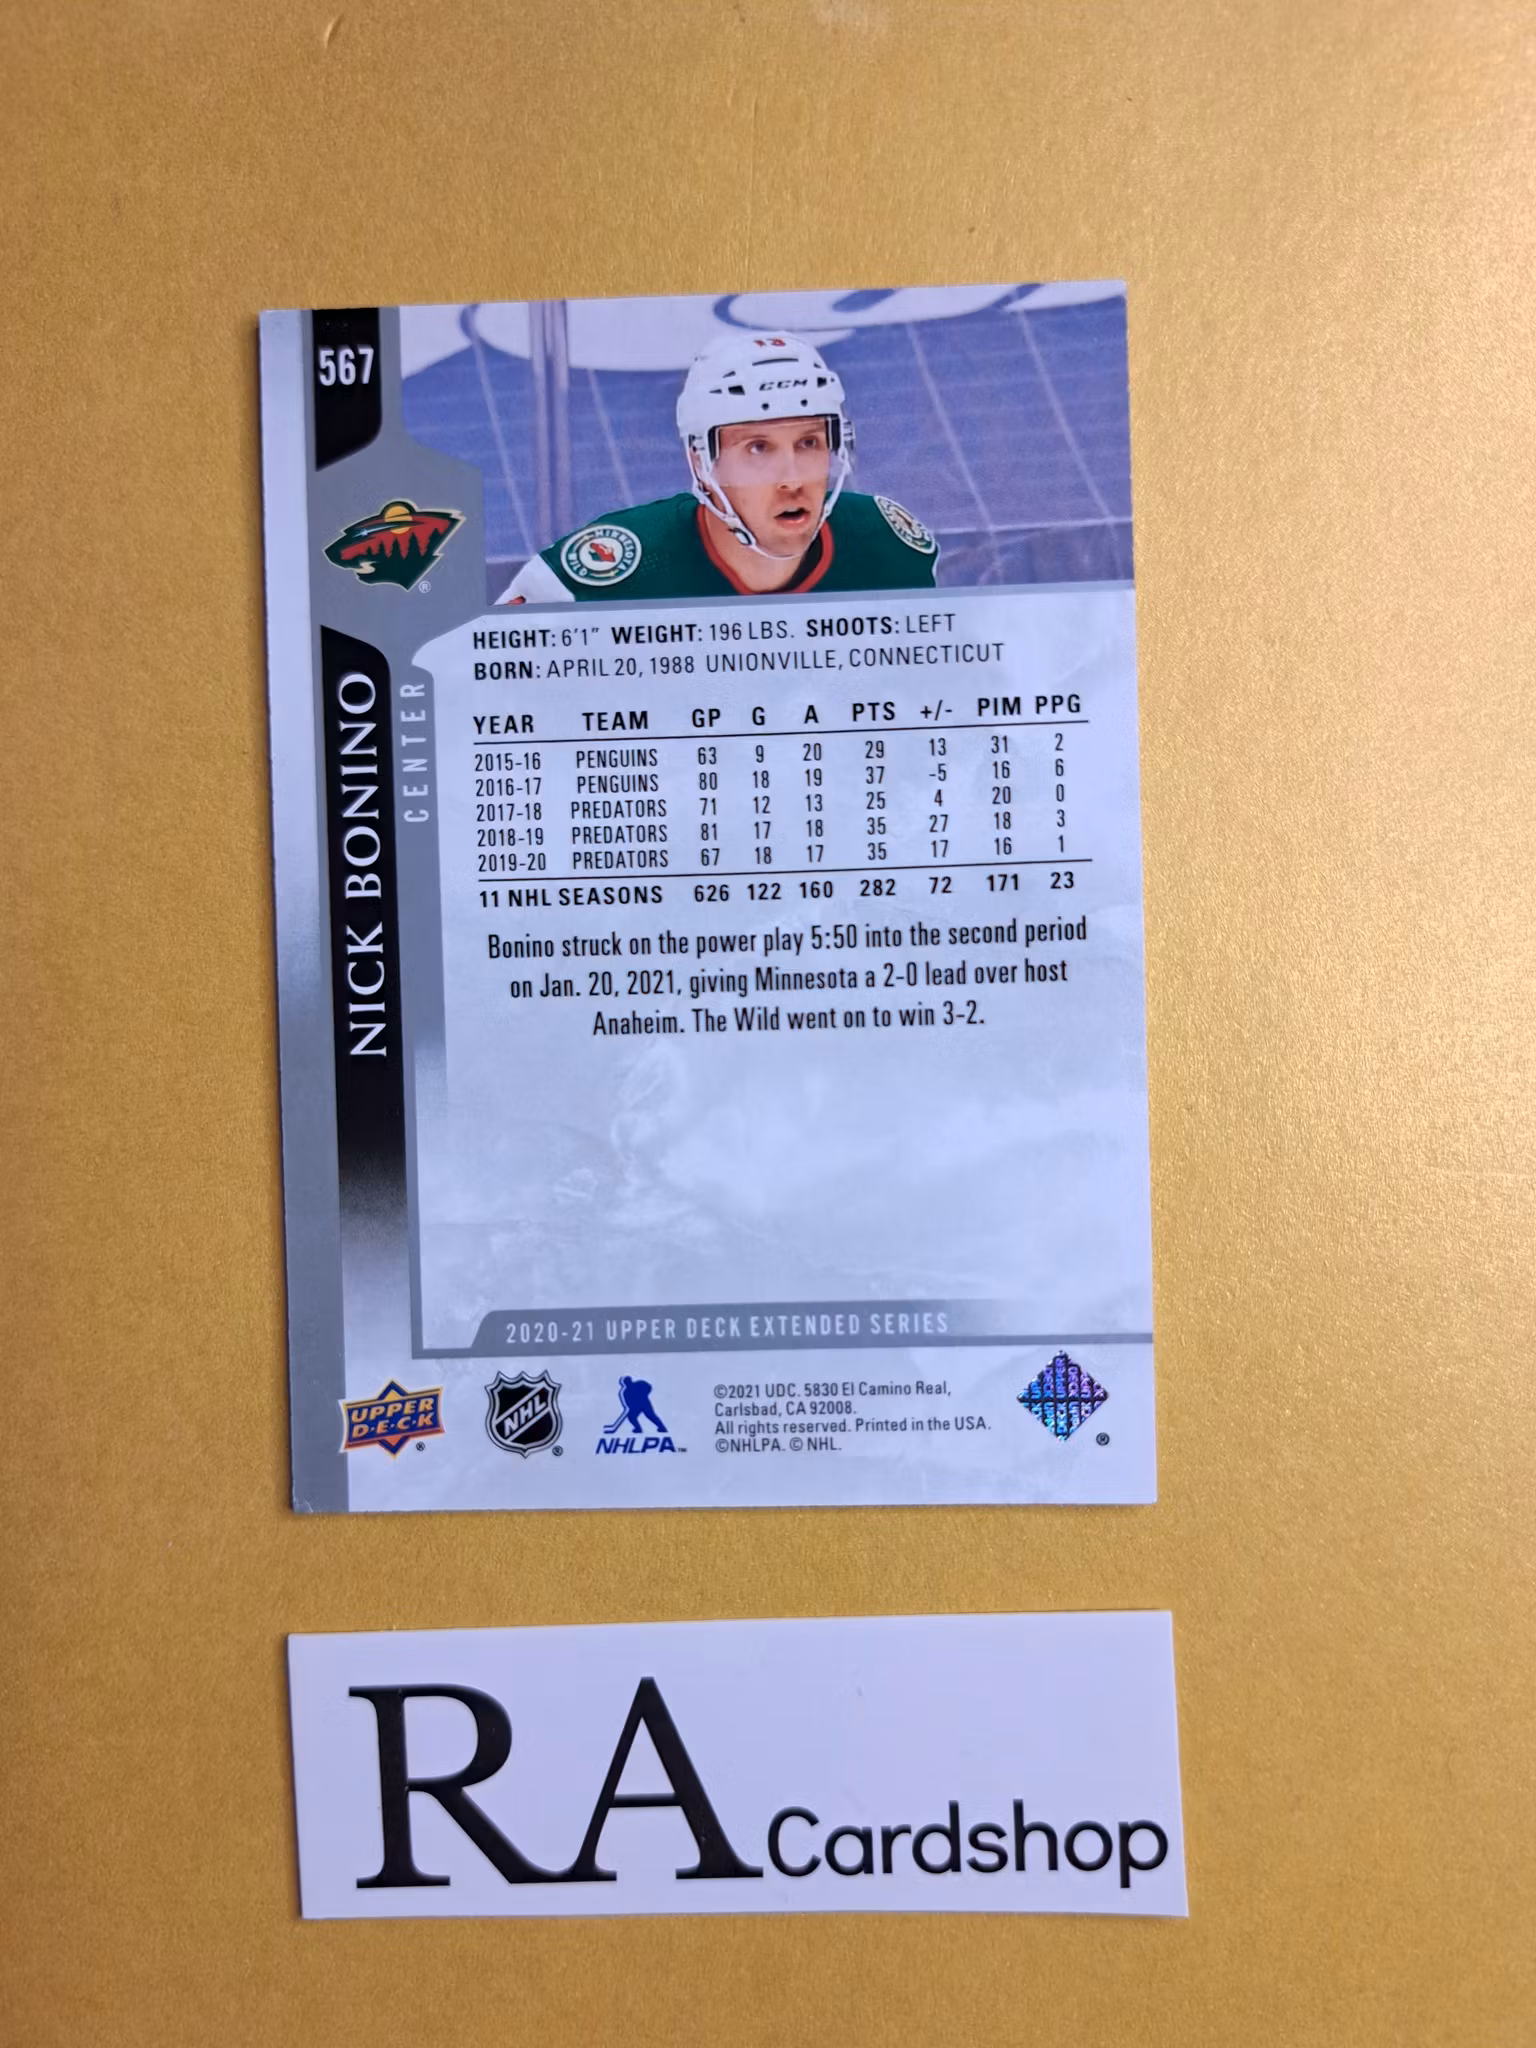 567
13
CCM
MINNESOTA
WILD
NICK BONINO
CENTER
HEIGHT: 6'1" WEIGHT: 196 LBS. SHOOTS: LEFT
BORN: APRIL 20, 1988 UNIONVILLE, CONNECTICUT
YEAR TEAM GP G A PTS +/- PIM PPG
2015-16 PENGUINS 63 9 20 29 13 31 2
2016-17 PENGUINS 80 18 19 37 -5 16 6
2017-18 PREDATORS 71 12 13 25 4 20 0
2018-19 PREDATORS 81 17 18 35 27 18 3
2019-20 PREDATORS 67 18 17 35 17 16 1
11 NHL SEASONS 626 122 160 282 72 171 23
Bonino struck on the power play 5:50 into the second period
on Jan. 20, 2021, giving Minnesota a 2-0 lead over host
Anaheim. The Wild went on to win 3-2.
2020-21 UPPER DECK EXTENDED SERIES
UPPER
D·E·C·K
®
NHL
®
NHLPA™
©2021 UDC. 5830 El Camino Real,
Carlsbad, CA 92008.
All rights reserved. Printed in the USA.
©NHLPA. © NHL.
®
RA Cardshop